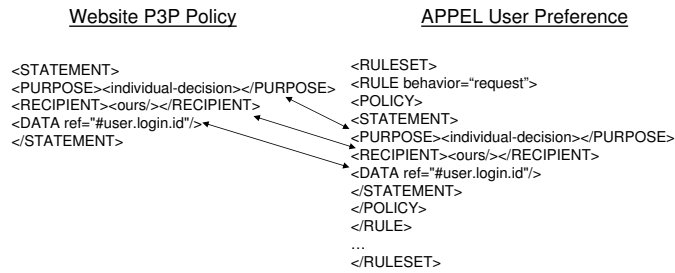 Website P3P Policy
<STATEMENT>
<PURPOSE><individual-decision></PURPOSE>
<RECIPIENT><ours/></RECIPIENT>
<DATA ref="#user.login.id"/>
</STATEMENT>
APPEL User Preference
<RULESET>
<RULE behavior=“request”>
<POLICY>
<STATEMENT>
<PURPOSE><individual-decision></PURPOSE>
<RECIPIENT><ours/></RECIPIENT>
<DATA ref="#user.login.id"/>
</STATEMENT>
</POLICY>
</RULE>
…
</RULESET>